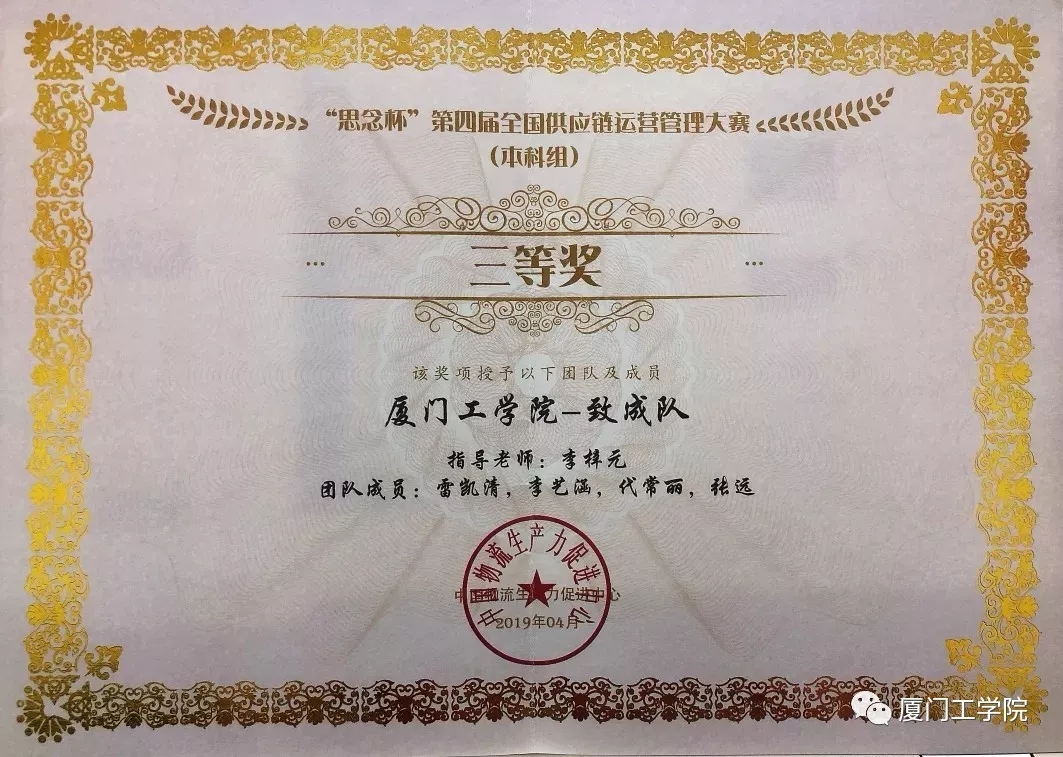 “思念杯”第四届全国供应链运营管理大赛
(本科组)
三等奖
该奖项授予以下团队及成员
厦门工学院-致成队
指导老师：李梓元
团队成员：雷凯清，李艺涵，代常丽，张远
中国物流生产力促进中心
中国物流生产力促进中心
2019年04月
厦门工学院